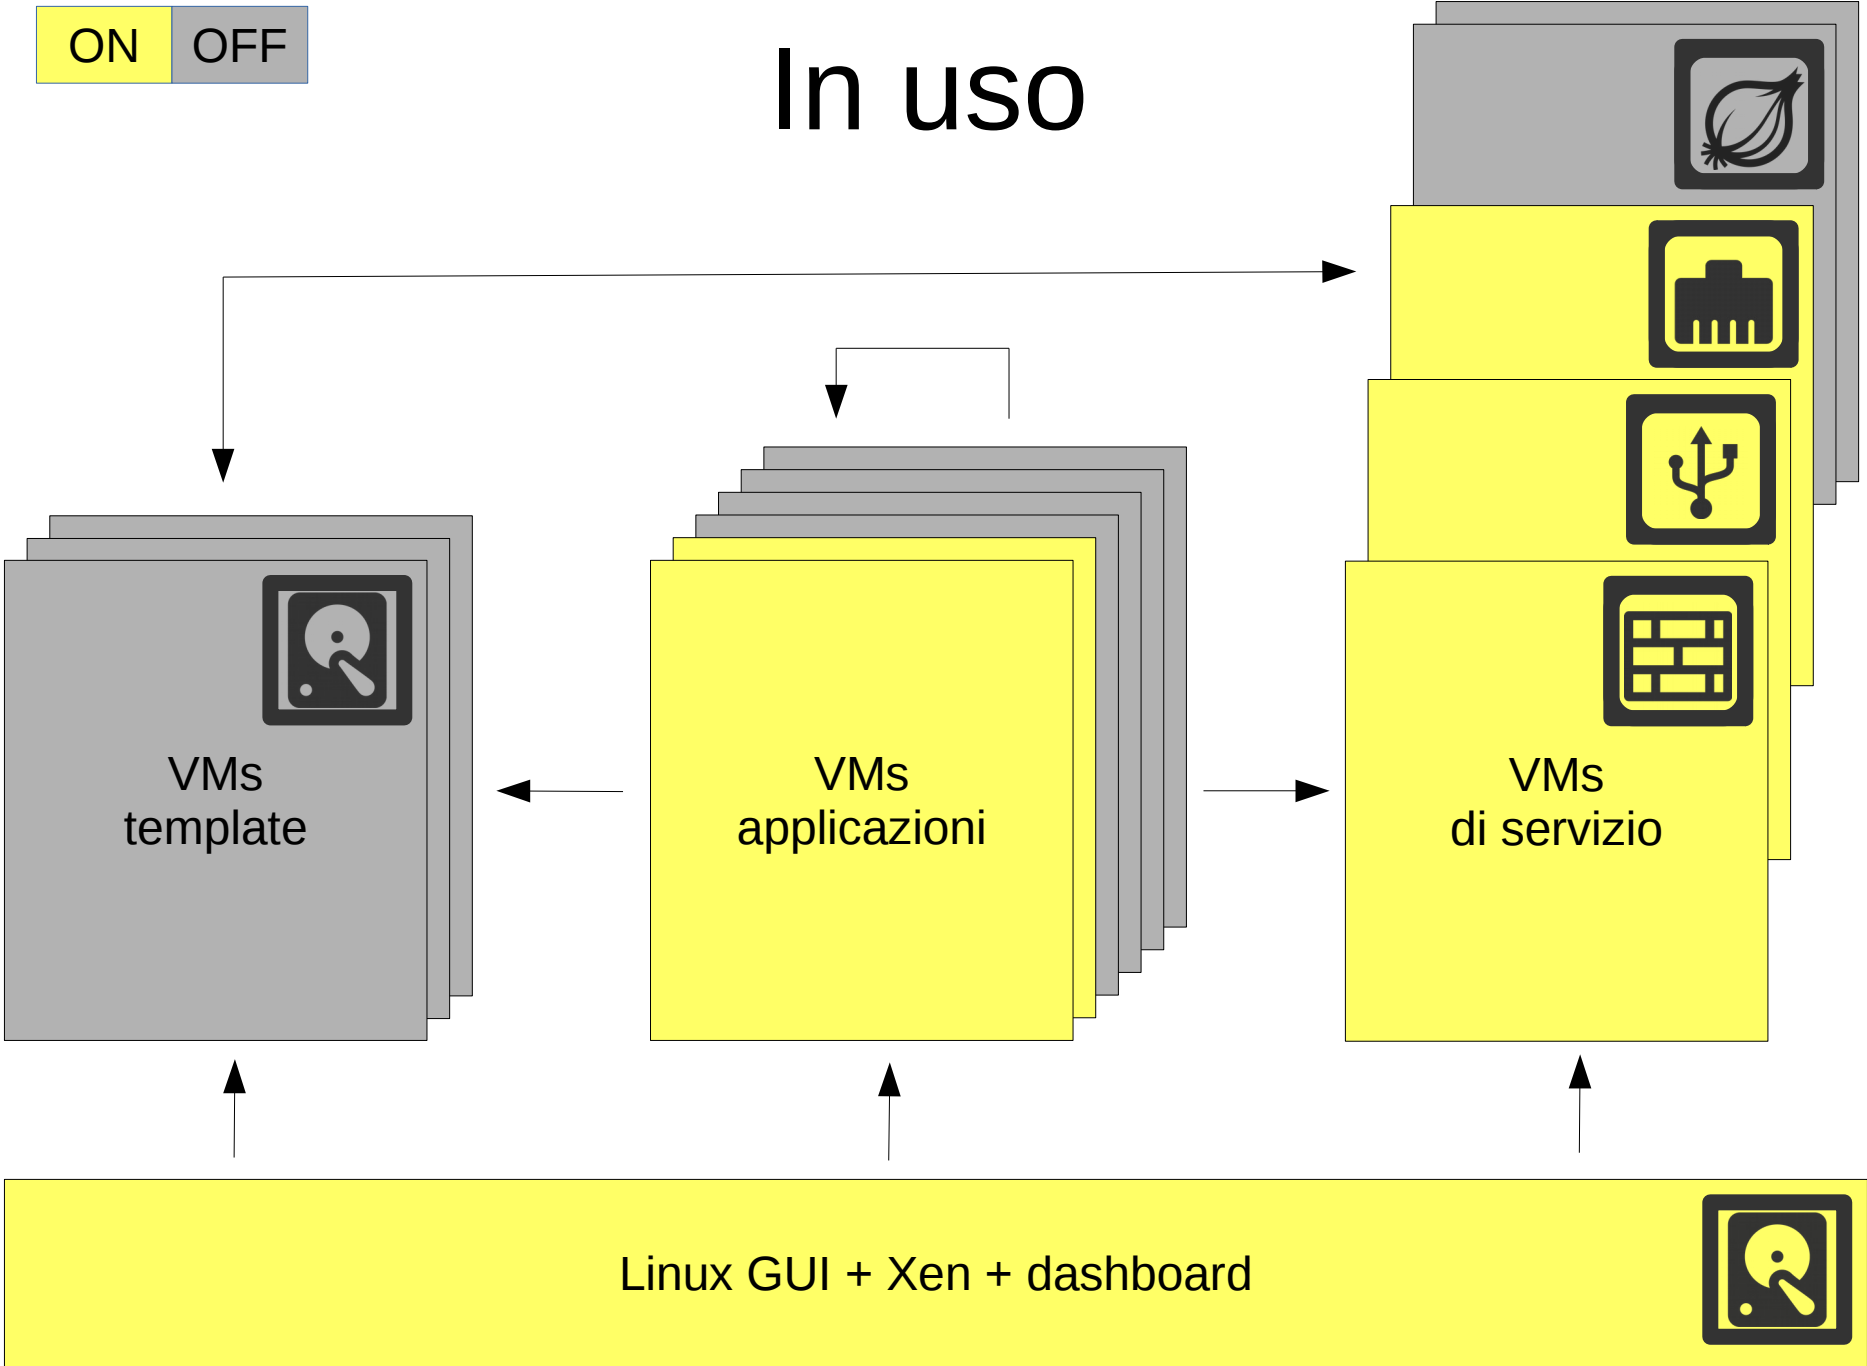 ON OFF
In uso
VMs
template
VMs
applicazioni
VMs
di servizio
Linux GUI + Xen + dashboard